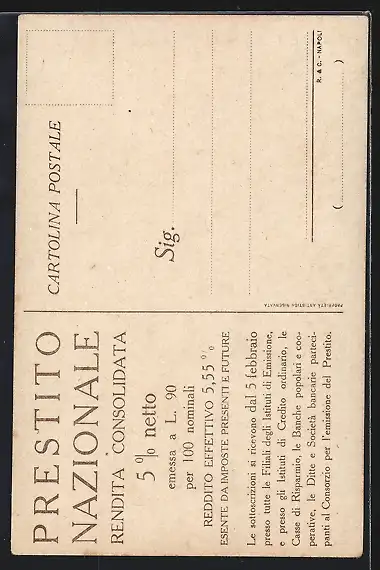 PRESTITO
NAZIONALE
RENDITA CONSOLIDATA
5 % netto
emessa a L. 90
per 100 nominali
REDDITO EFFETTIVO 5,55 %
ESENTE DA IMPOSTE PRESENTI E FUTURE
Le sottoscrizioni si ricevono dal 5 febbraio
presso tutte le Filiali degli Istituti di Emissione,
e presso gli Istituti di Credito ordinario, le
Casse di Risparmio, le Banche popolari e coo-
perative, le Ditte e Società bancarie parteci-
panti al Consorzio per l'emissione del Prestito.
PROPRIETÀ ARTISTICA RISERVATA
CARTOLINA POSTALE
Sig.
R. & C. - NAPOLI
( )